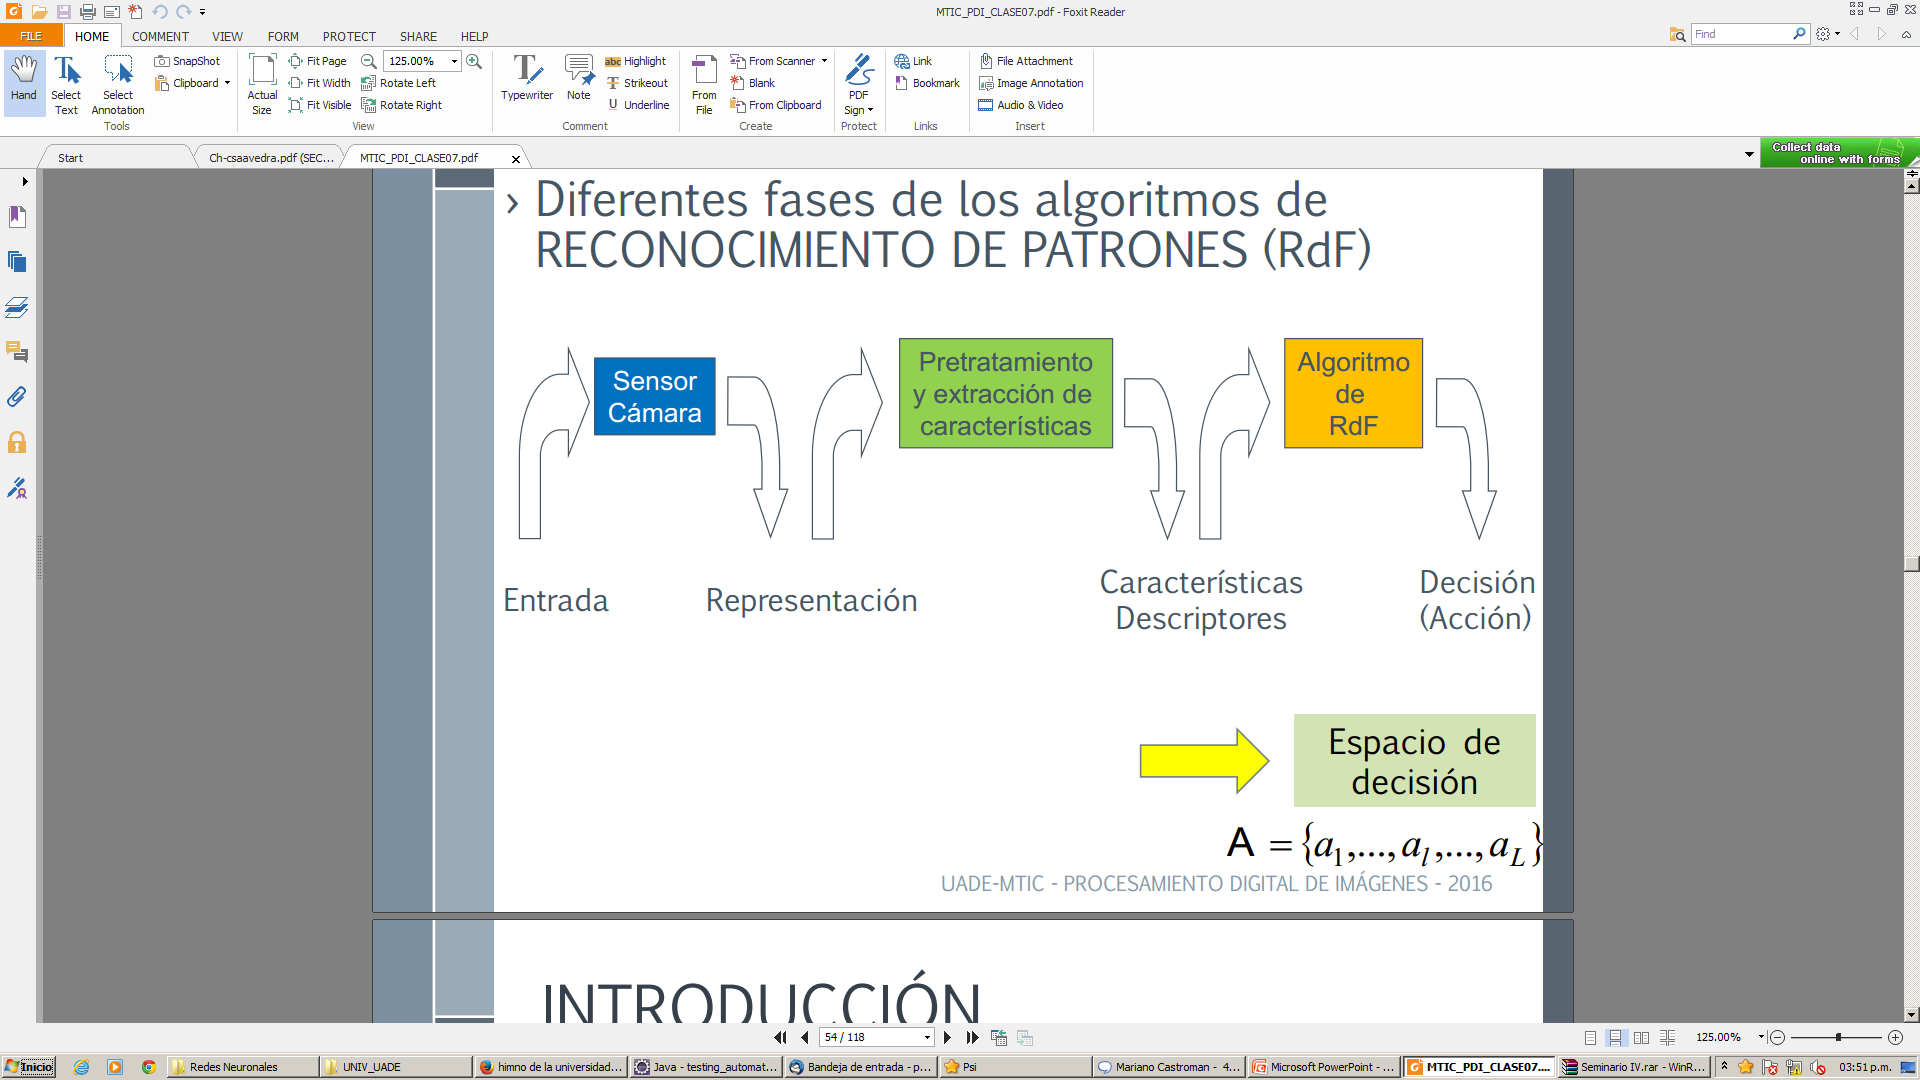 MTIC_PDI_CLASE07.pdf - Foxit Reader
FILE
HOME
COMMENT
VIEW
FORM
PROTECT
SHARE
HELP
Find
Hand
Select
Text
Select
Annotation
SnapShot
Clipboard
Tools
Actual
Size
Fit Page
Fit Width
Fit Visible
125.00%
Rotate Left
Rotate Right
View
Typewriter
Note
Highlight
Strikeout
Underline
Comment
From
File
From Scanner
Blank
From Clipboard
Create
PDF
Sign
Protect
Link
Bookmark
Links
File Attachment
Image Annotation
Audio & Video
Insert
Start
Ch-csaavedra.pdf (SEC...
MTIC_PDI_CLASE07.pdf
Collect data
online with forms
› Diferentes fases de los algoritmos de
RECONOCIMIENTO DE PATRONES (RdF)
Sensor
Cámara
Pretratamiento
y extracción de
características
Algoritmo
de
RdF
Entrada
Representación
Características
Descriptores
Decisión
(Acción)
Espacio de
decisión
A = {a1,...,al,...,aL}
UADE-MTIC - PROCESAMIENTO DIGITAL DE IMÁGENES - 2016
INTRODUCCIÓN
54 / 118
125.00%
Inicio
Redes Neuronales
UNIV_UADE
himno de la universidad...
Java - testing_automat...
Bandeja de entrada - p...
Psi
Mariano Castroman - 4...
Microsoft PowerPoint - ...
MTIC_PDI_CLASE07....
Seminario IV.rar - WinR...
03:51 p.m.